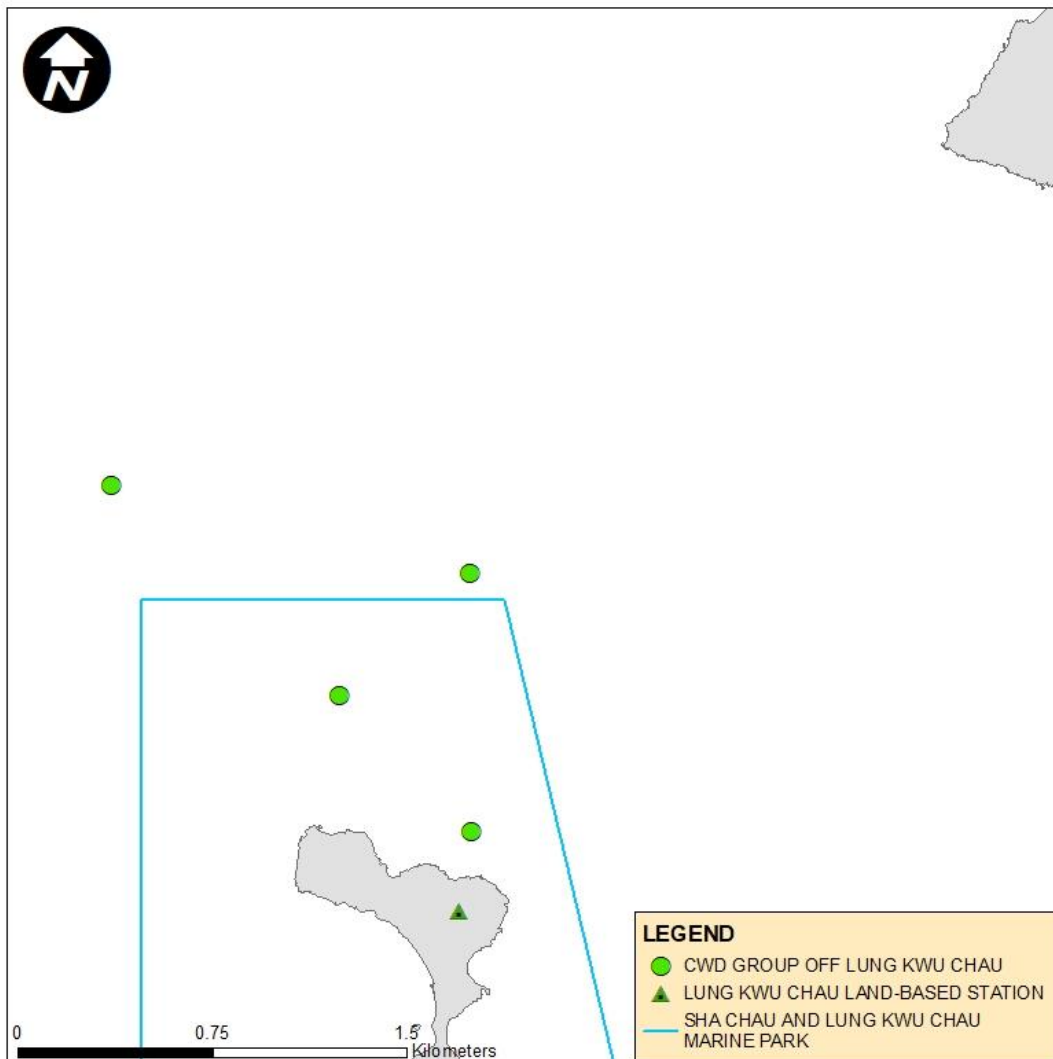 N
LEGEND
CWD GROUP OFF LUNG KWU CHAU
LUNG KWU CHAU LAND-BASED STATION
SHA CHAU AND LUNG KWU CHAU
MARINE PARK
0 0.75 1.5
Kilometers